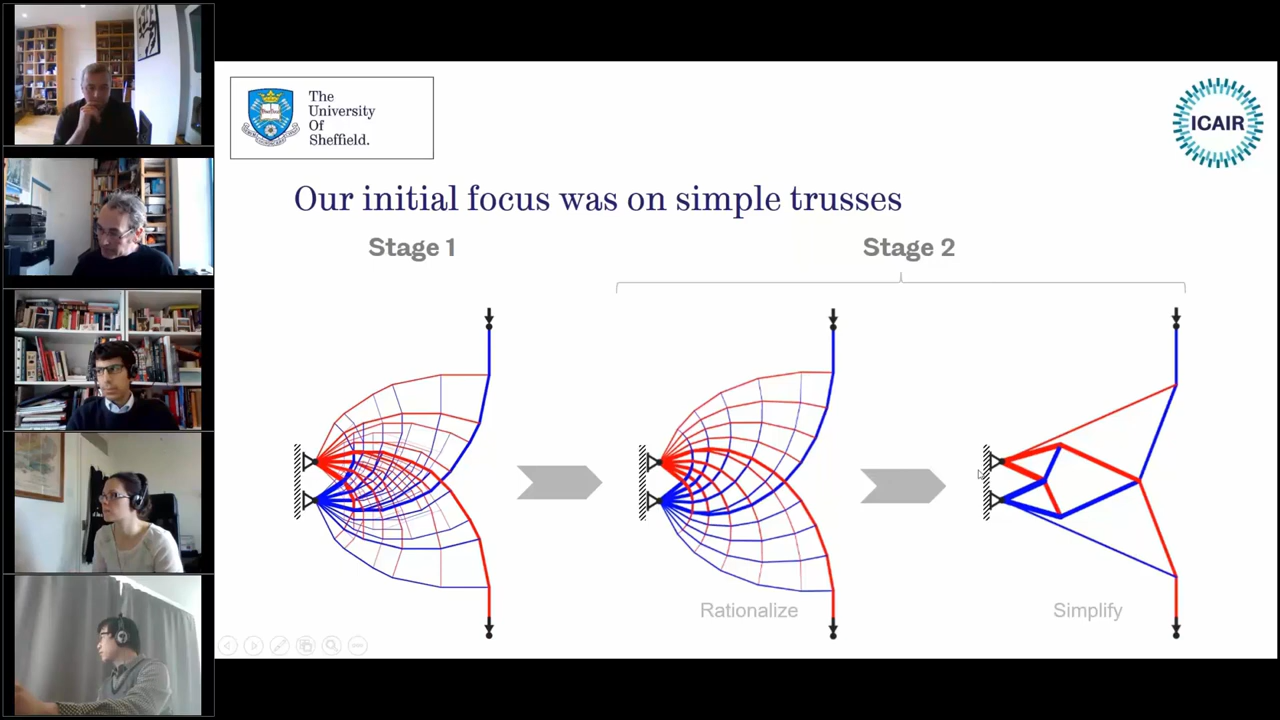 The
University
Of
Sheffield.
ICAIR
Our initial focus was on simple trusses
Stage 1
Stage 2
Rationalize
Simplify